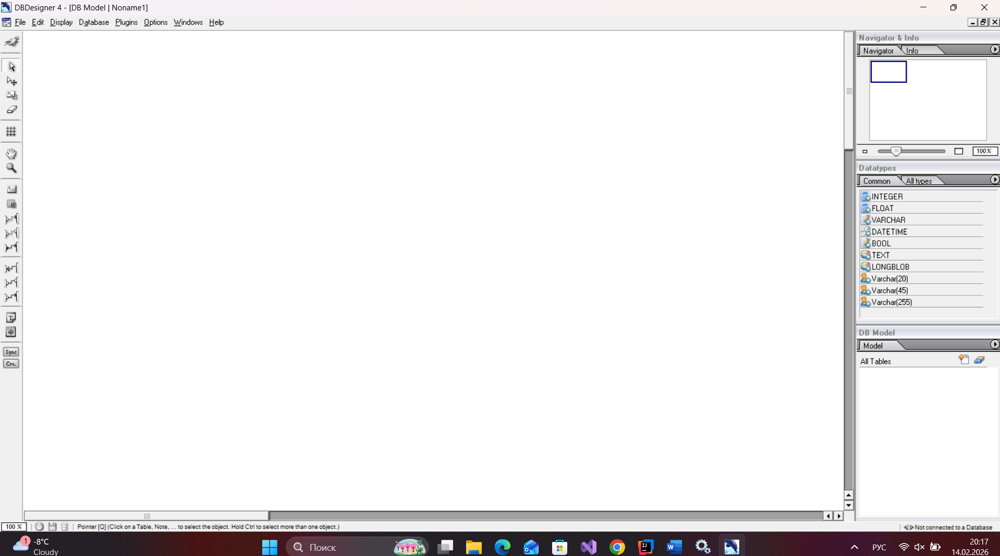 DBDesigner 4 - [DB Model | Noname1]
File Edit Display Database Plugins Options Windows Help
Navigator & Info
Navigator Info
100%
Datatypes
Common All types
INTEGER
FLOAT
VARCHAR
DATETIME
BOOL
TEXT
LONGBLOB
Varchar(20)
Varchar(45)
Varchar(255)
DB Model
Model
All Tables
Sync
Cre.
100 % Pointer [Q] (Click on a Table, Note, ... to select the object. Hold Ctrl to select more than one object.) Not connected to a Database
1
-8°C
Cloudy
Поиск
РУС
20:17
14.02.2026